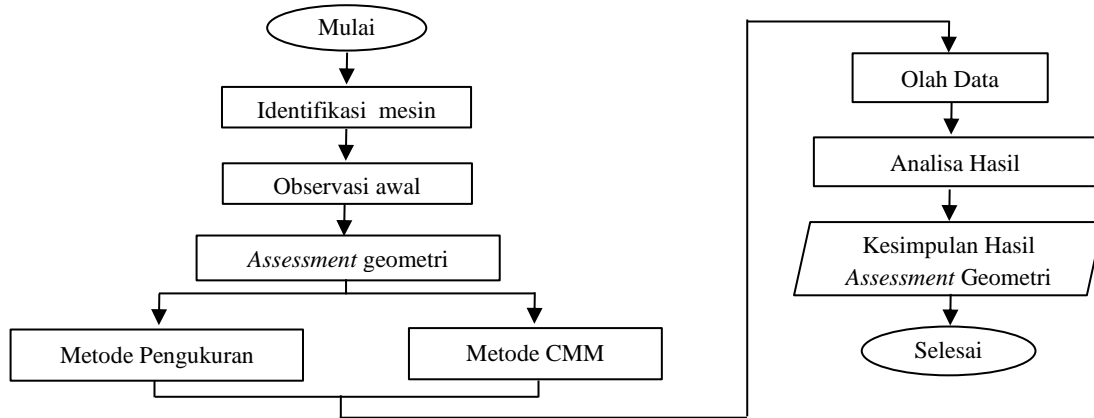 Mulai
Identifikasi mesin
Observasi awal
Assessment geometri
Metode Pengukuran
Metode CMM
Olah Data
Analisa Hasil
Kesimpulan Hasil
Assessment Geometri
Selesai